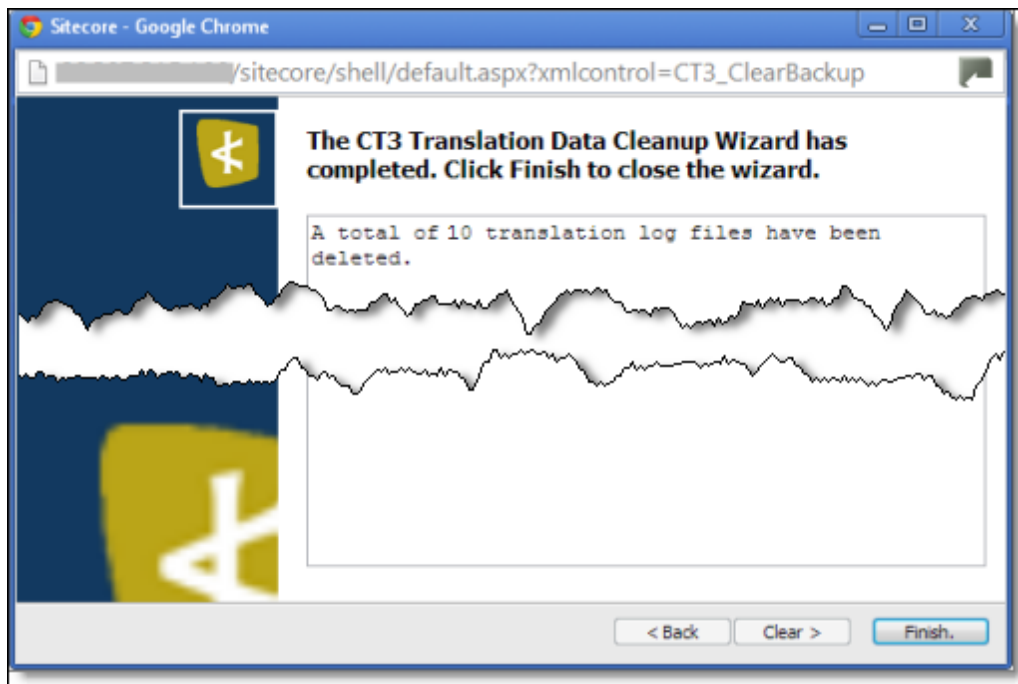 Sitecore - Google Chrome
/sitecore/shell/default.aspx?xmlcontrol=CT3_ClearBackup
The CT3 Translation Data Cleanup Wizard has
completed. Click Finish to close the wizard.
A total of 10 translation log files have been
deleted.
< Back
Clear >
Finish.